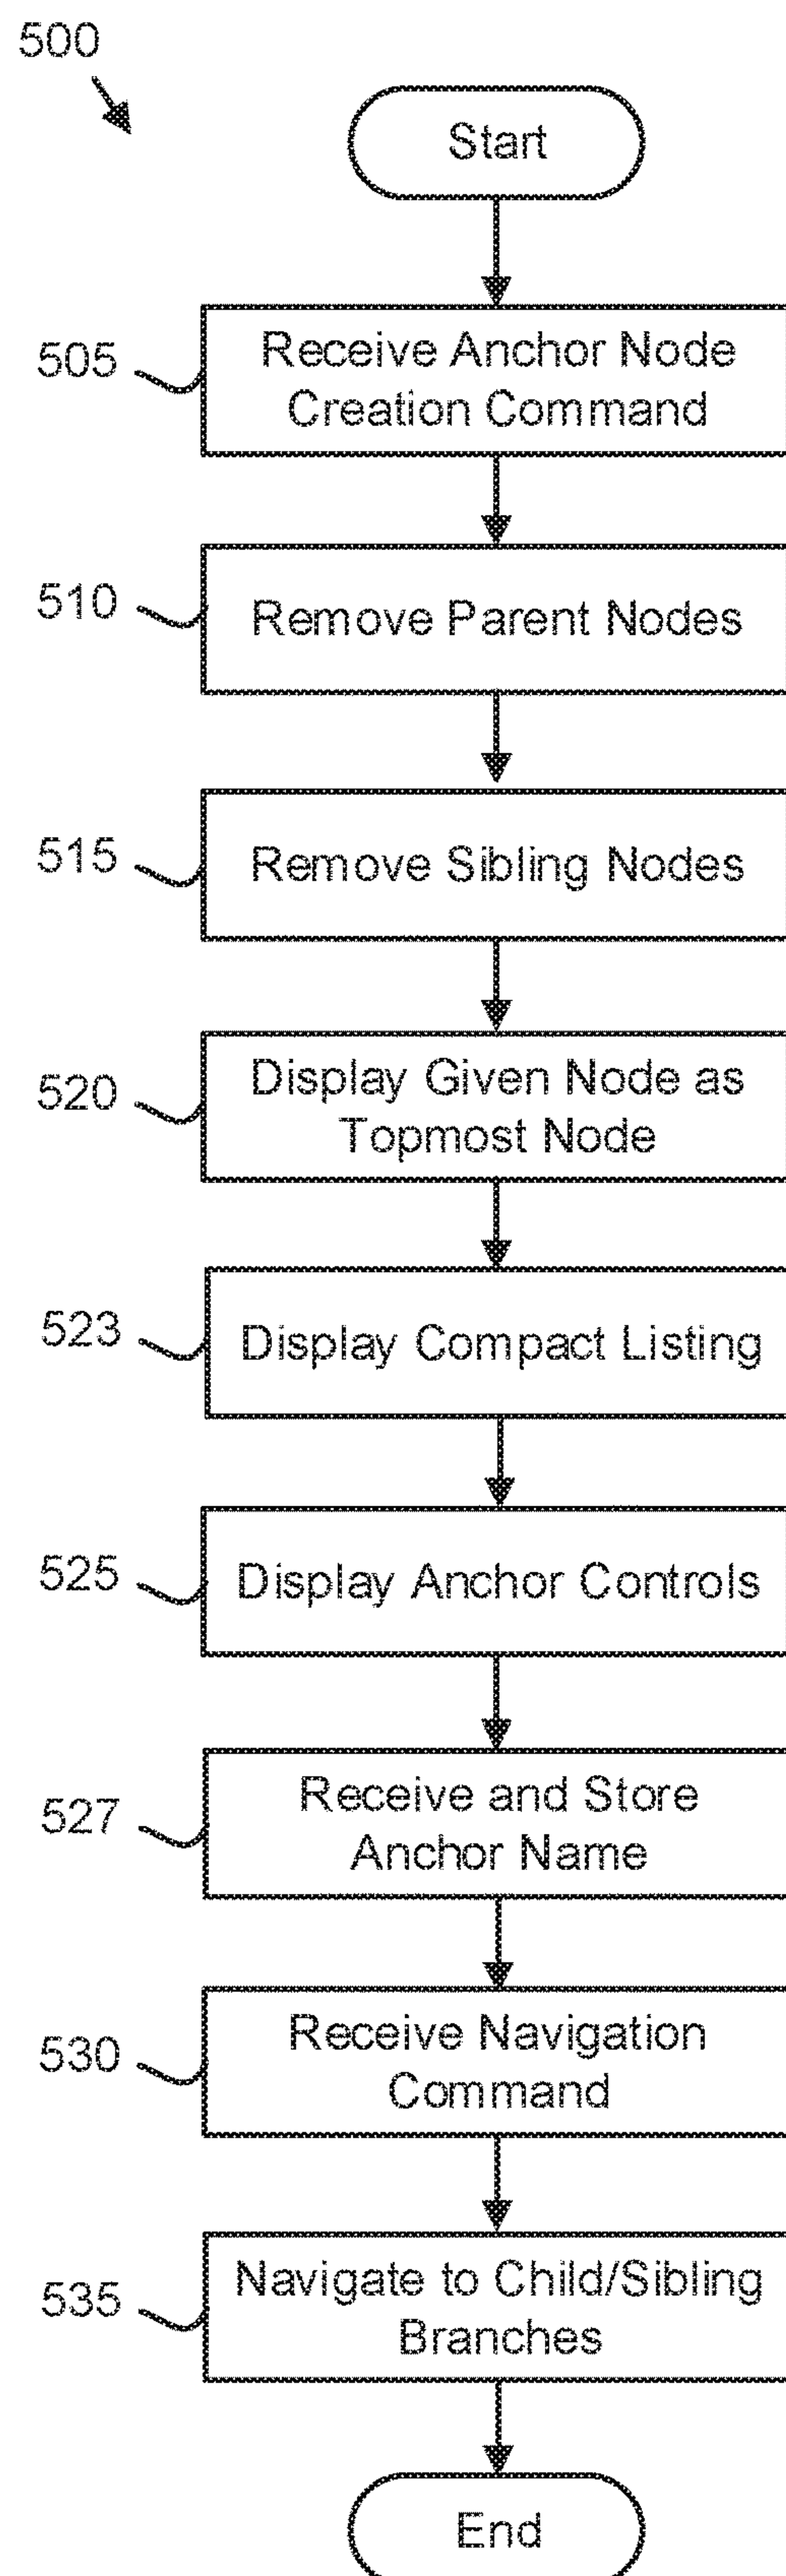 500
Start
505
Receive Anchor Node
Creation Command
510
Remove Parent Nodes
515
Remove Sibling Nodes
520
Display Given Node as
Topmost Node
523
Display Compact Listing
525
Display Anchor Controls
527
Receive and Store
Anchor Name
530
Receive Navigation
Command
535
Navigate to Child/Sibling
Branches
End